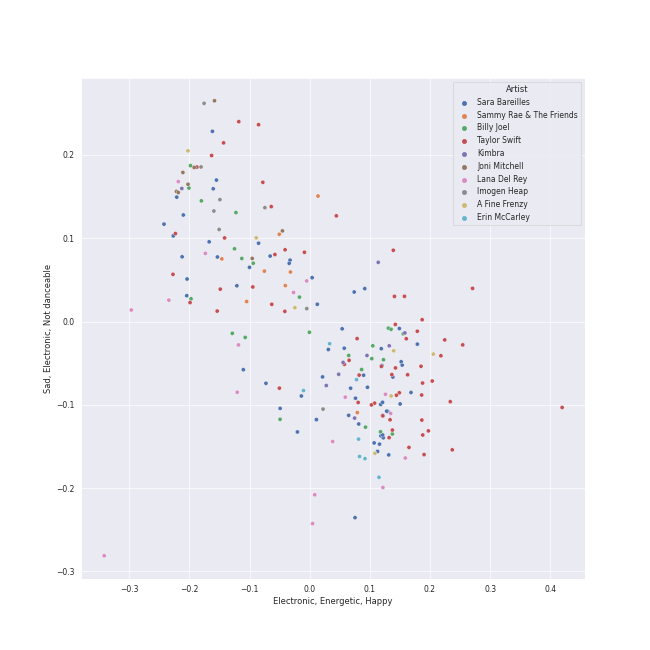 Artist
Sara Bareilles
Sammy Rae & The Friends
Billy Joel
Taylor Swift
Kimbra
Joni Mitchell
Lana Del Rey
Imogen Heap
A Fine Frenzy
Erin McCarley
Sad, Electronic, Not danceable
0.2
0.1
0.0
−0.1
−0.2
−0.3
−0.3 −0.2 −0.1 0.0 0.1 0.2 0.3 0.4
Electronic, Energetic, Happy